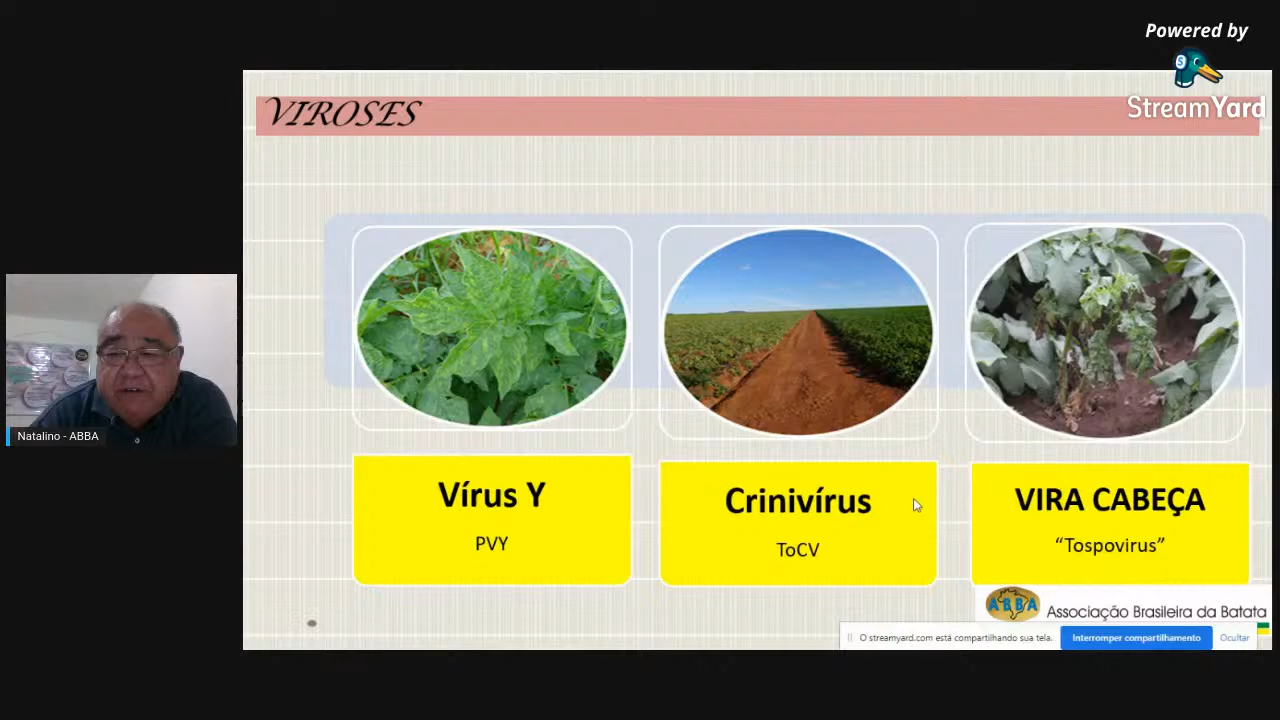 Powered by
StreamYard
VIROSES
Vírus Y
PVY
Crinivírus
ToCV
VIRA CABEÇA
“Tospovirus”
Natalino - ABBA
ABBA
Associação Brasileira da Batata
O streamyard.com está compartilhando sua tela.
Interromper compartilhamento
Ocultar